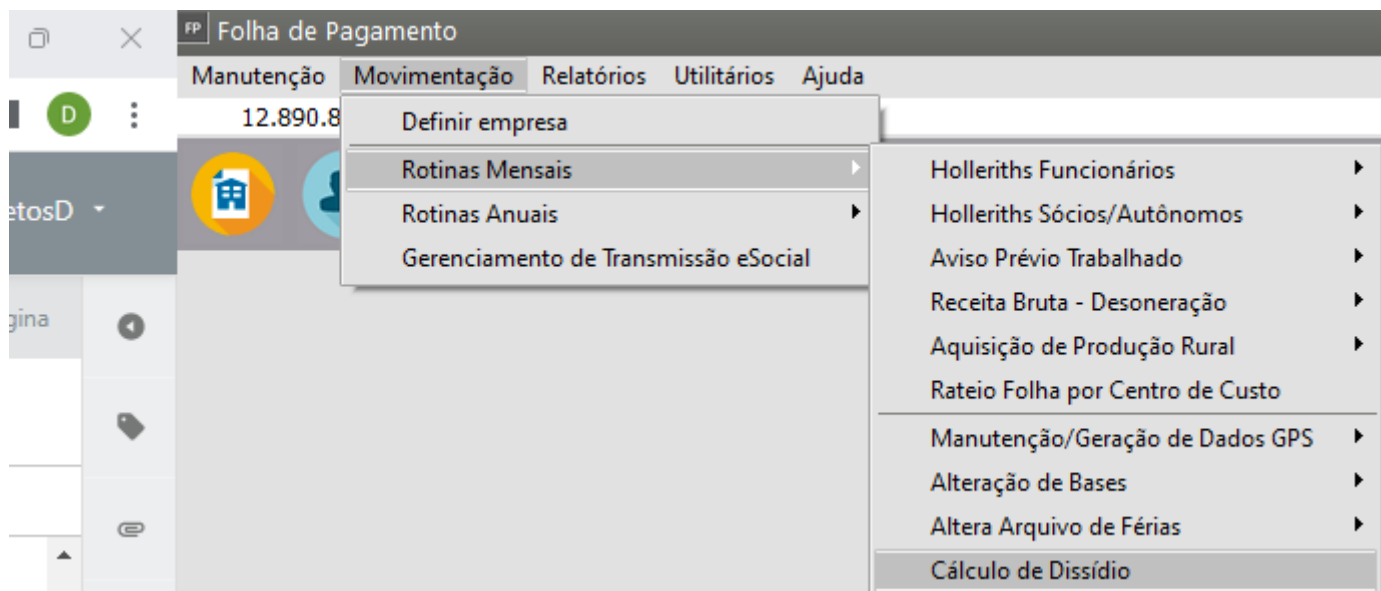 FP Folha de Pagamento
Manutenção Movimentação Relatórios Utilitários Ajuda
D
12.890.8
Definir empresa
Rotinas Mensais
Rotinas Anuais
Gerenciamento de Transmissão eSocial
Holleriths Funcionários
Holleriths Sócios/Autônomos
Aviso Prévio Trabalhado
Receita Bruta - Desoneração
Aquisição de Produção Rural
Rateio Folha por Centro de Custo
Manutenção/Geração de Dados GPS
Alteração de Bases
Altera Arquivo de Férias
Cálculo de Dissídio
etosD
gina